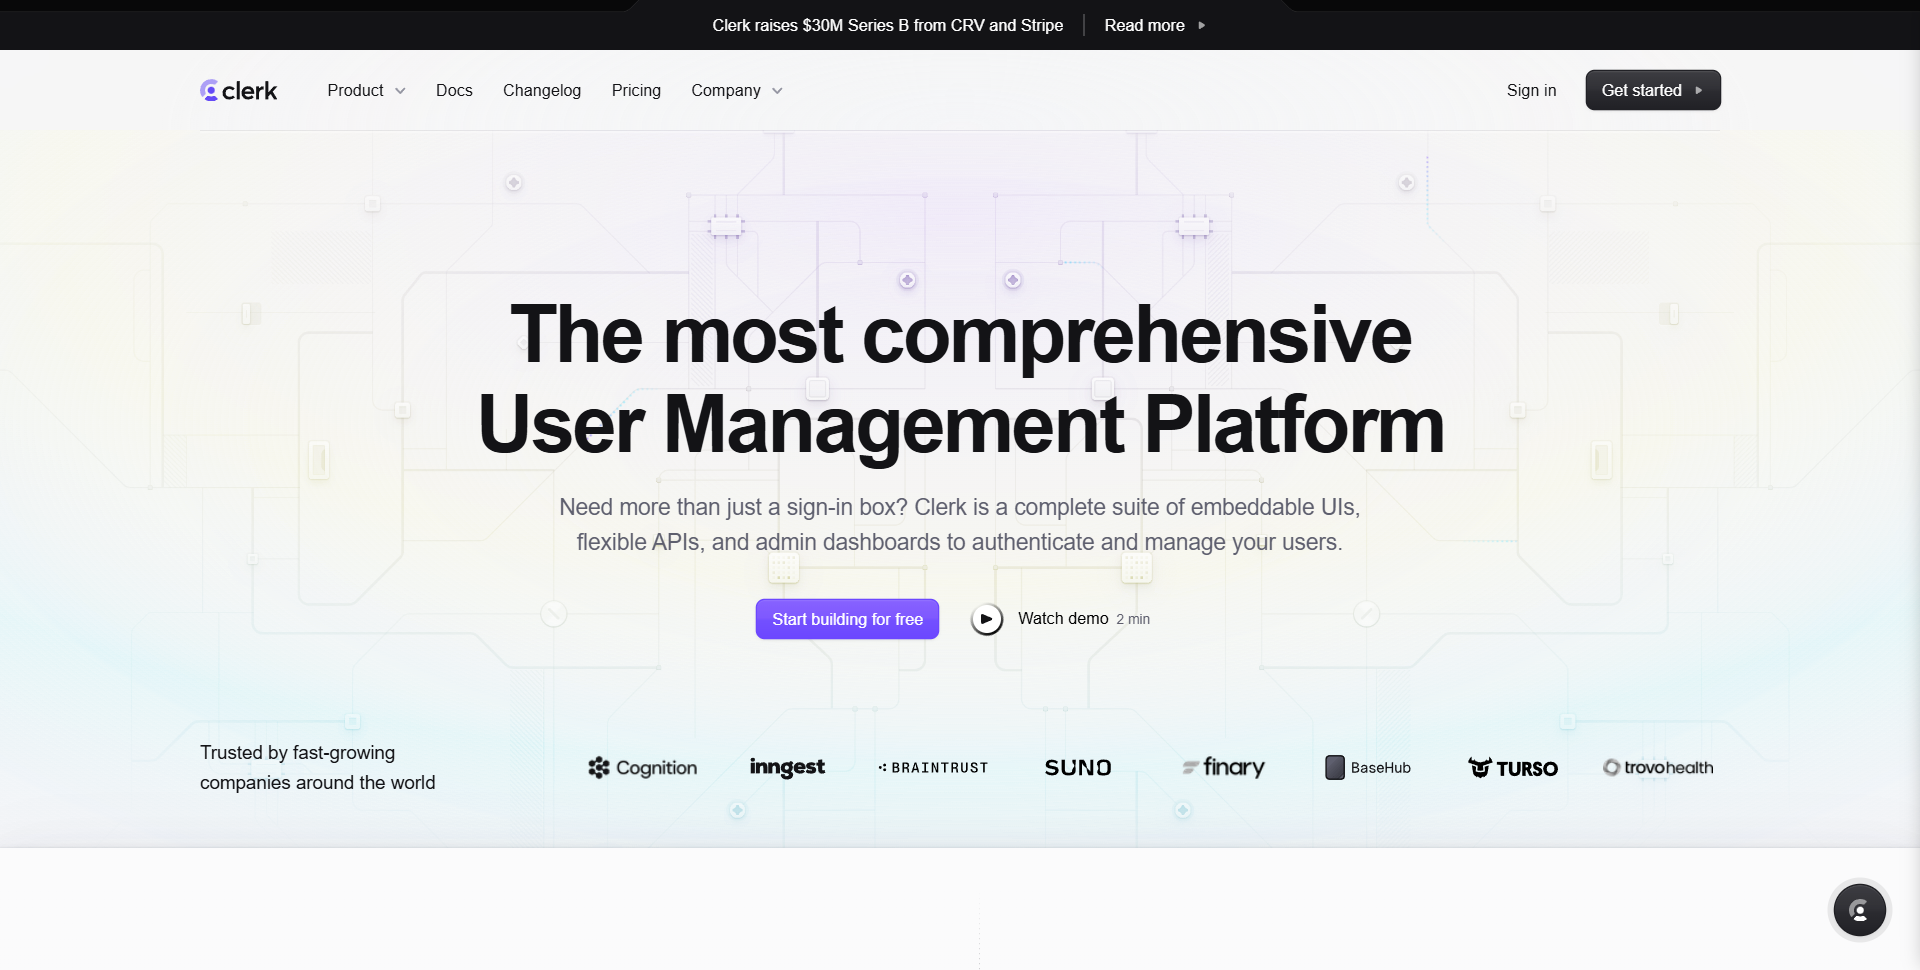 Clerk raises $30M Series B from CRV and Stripe
Read more
clerk
Product
Docs
Changelog
Pricing
Company
Sign in
Get started
The most comprehensive
User Management Platform
Need more than just a sign-in box? Clerk is a complete suite of embeddable UIs,
flexible APIs, and admin dashboards to authenticate and manage your users.
Start building for free
Watch demo 2 min
Trusted by fast-growing
companies around the world
Cognition
inngest
BRAINTRUST
SUNO
finary
BaseHub
TURSO
trovohealth